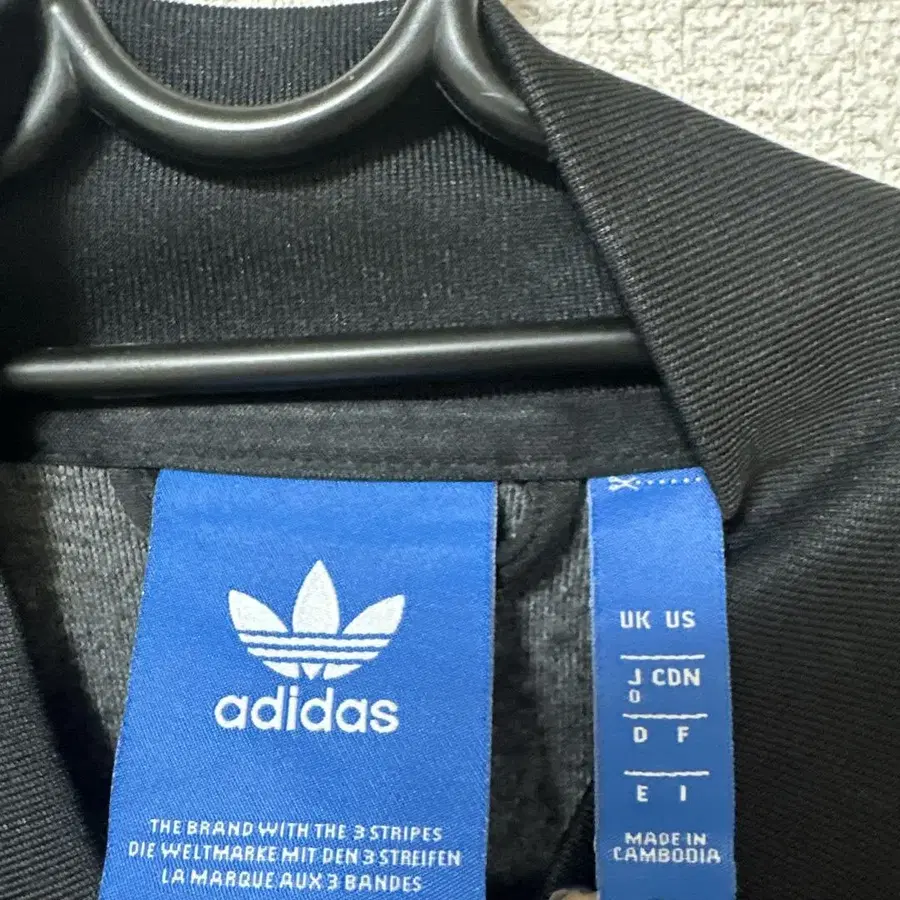 adidas
THE BRAND WITH THE 3 STRIPES
DIE WELTMARKE MIT DEN 3 STREIFEN
LA MARQUE AUX 3 BANDES
UK US
J CDN
0
D F
E I
MADE IN
CAMBODIA